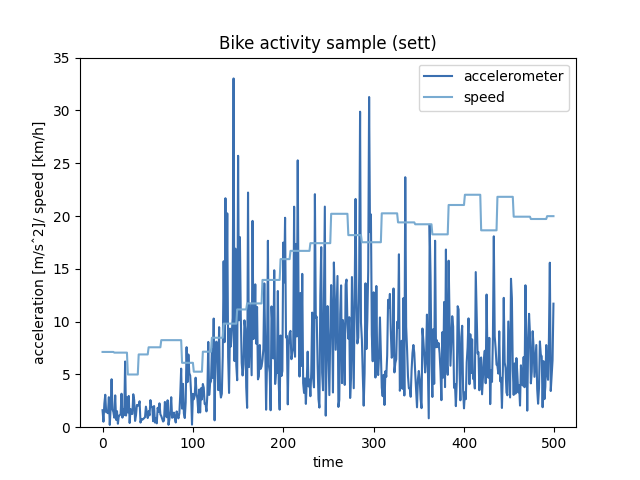 Bike activity sample (sett)
35
30
25
20
15
10
5
0
acceleration [m/s^2]/ speed [km/h]
accelerometer
speed
0 100 200 300 400 500
time